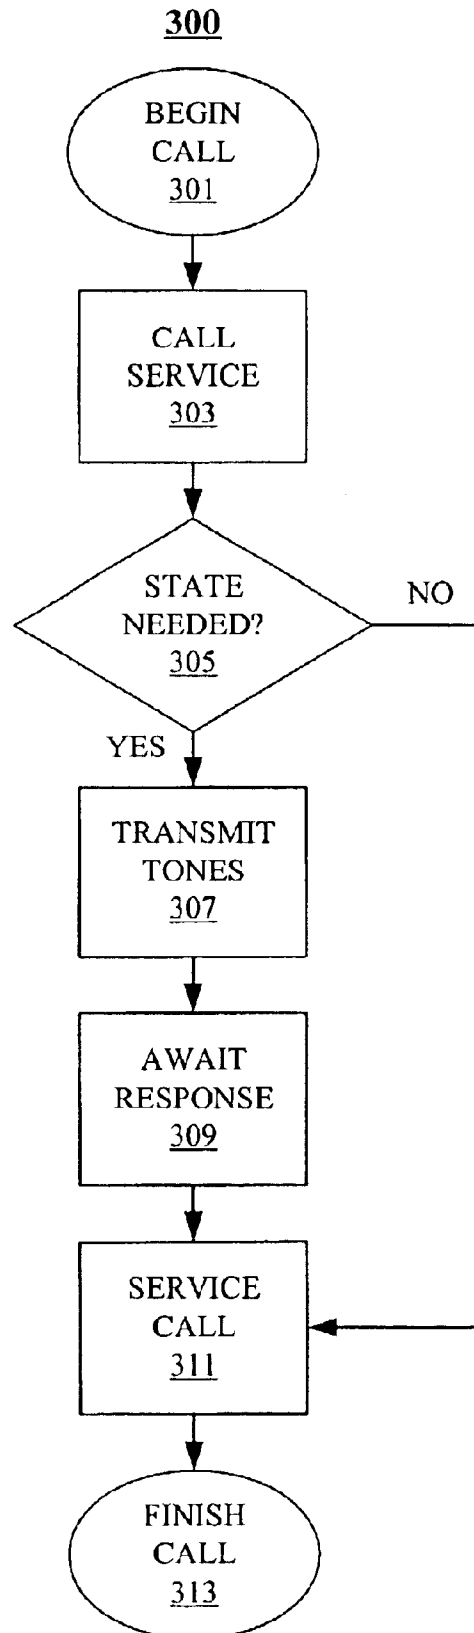 300
BEGIN
CALL
301
CALL
SERVICE
303
STATE
NEEDED?
305
NO
YES
TRANSMIT
TONES
307
AWAIT
RESPONSE
309
SERVICE
CALL
311
FINISH
CALL
313